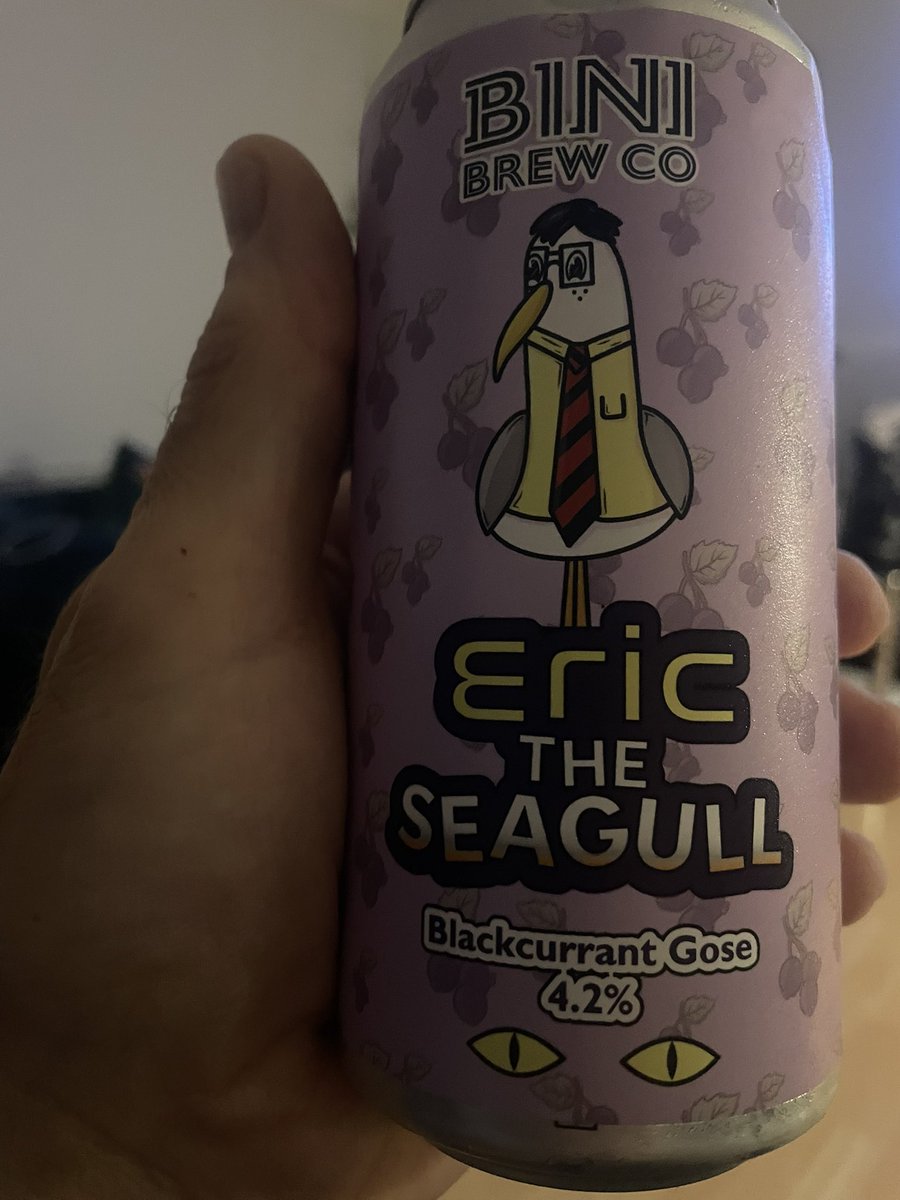 BINI
BREW CO
Eric
THE
SEAGULL
Blackcurrant Gose
4.2%